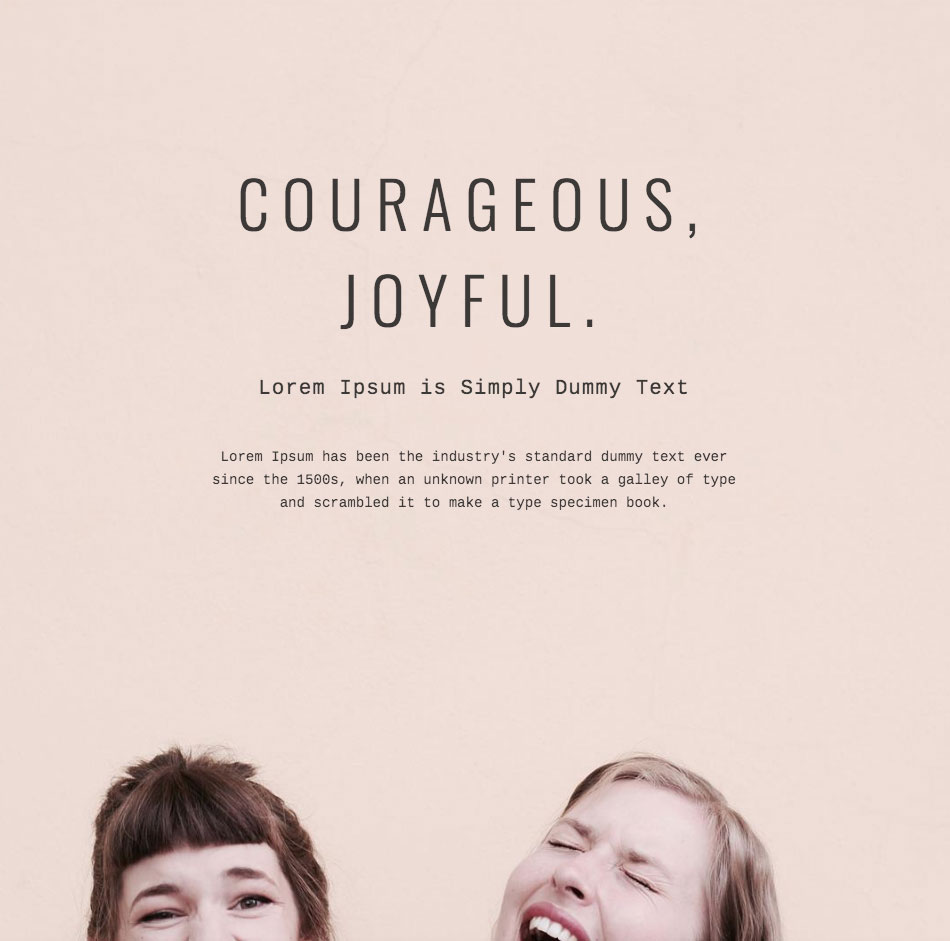 COURAGEOUS,
JOYFUL.
Lorem Ipsum is Simply Dummy Text
Lorem Ipsum has been the industry's standard dummy text ever
since the 1500s, when an unknown printer took a galley of type
and scrambled it to make a type specimen book.